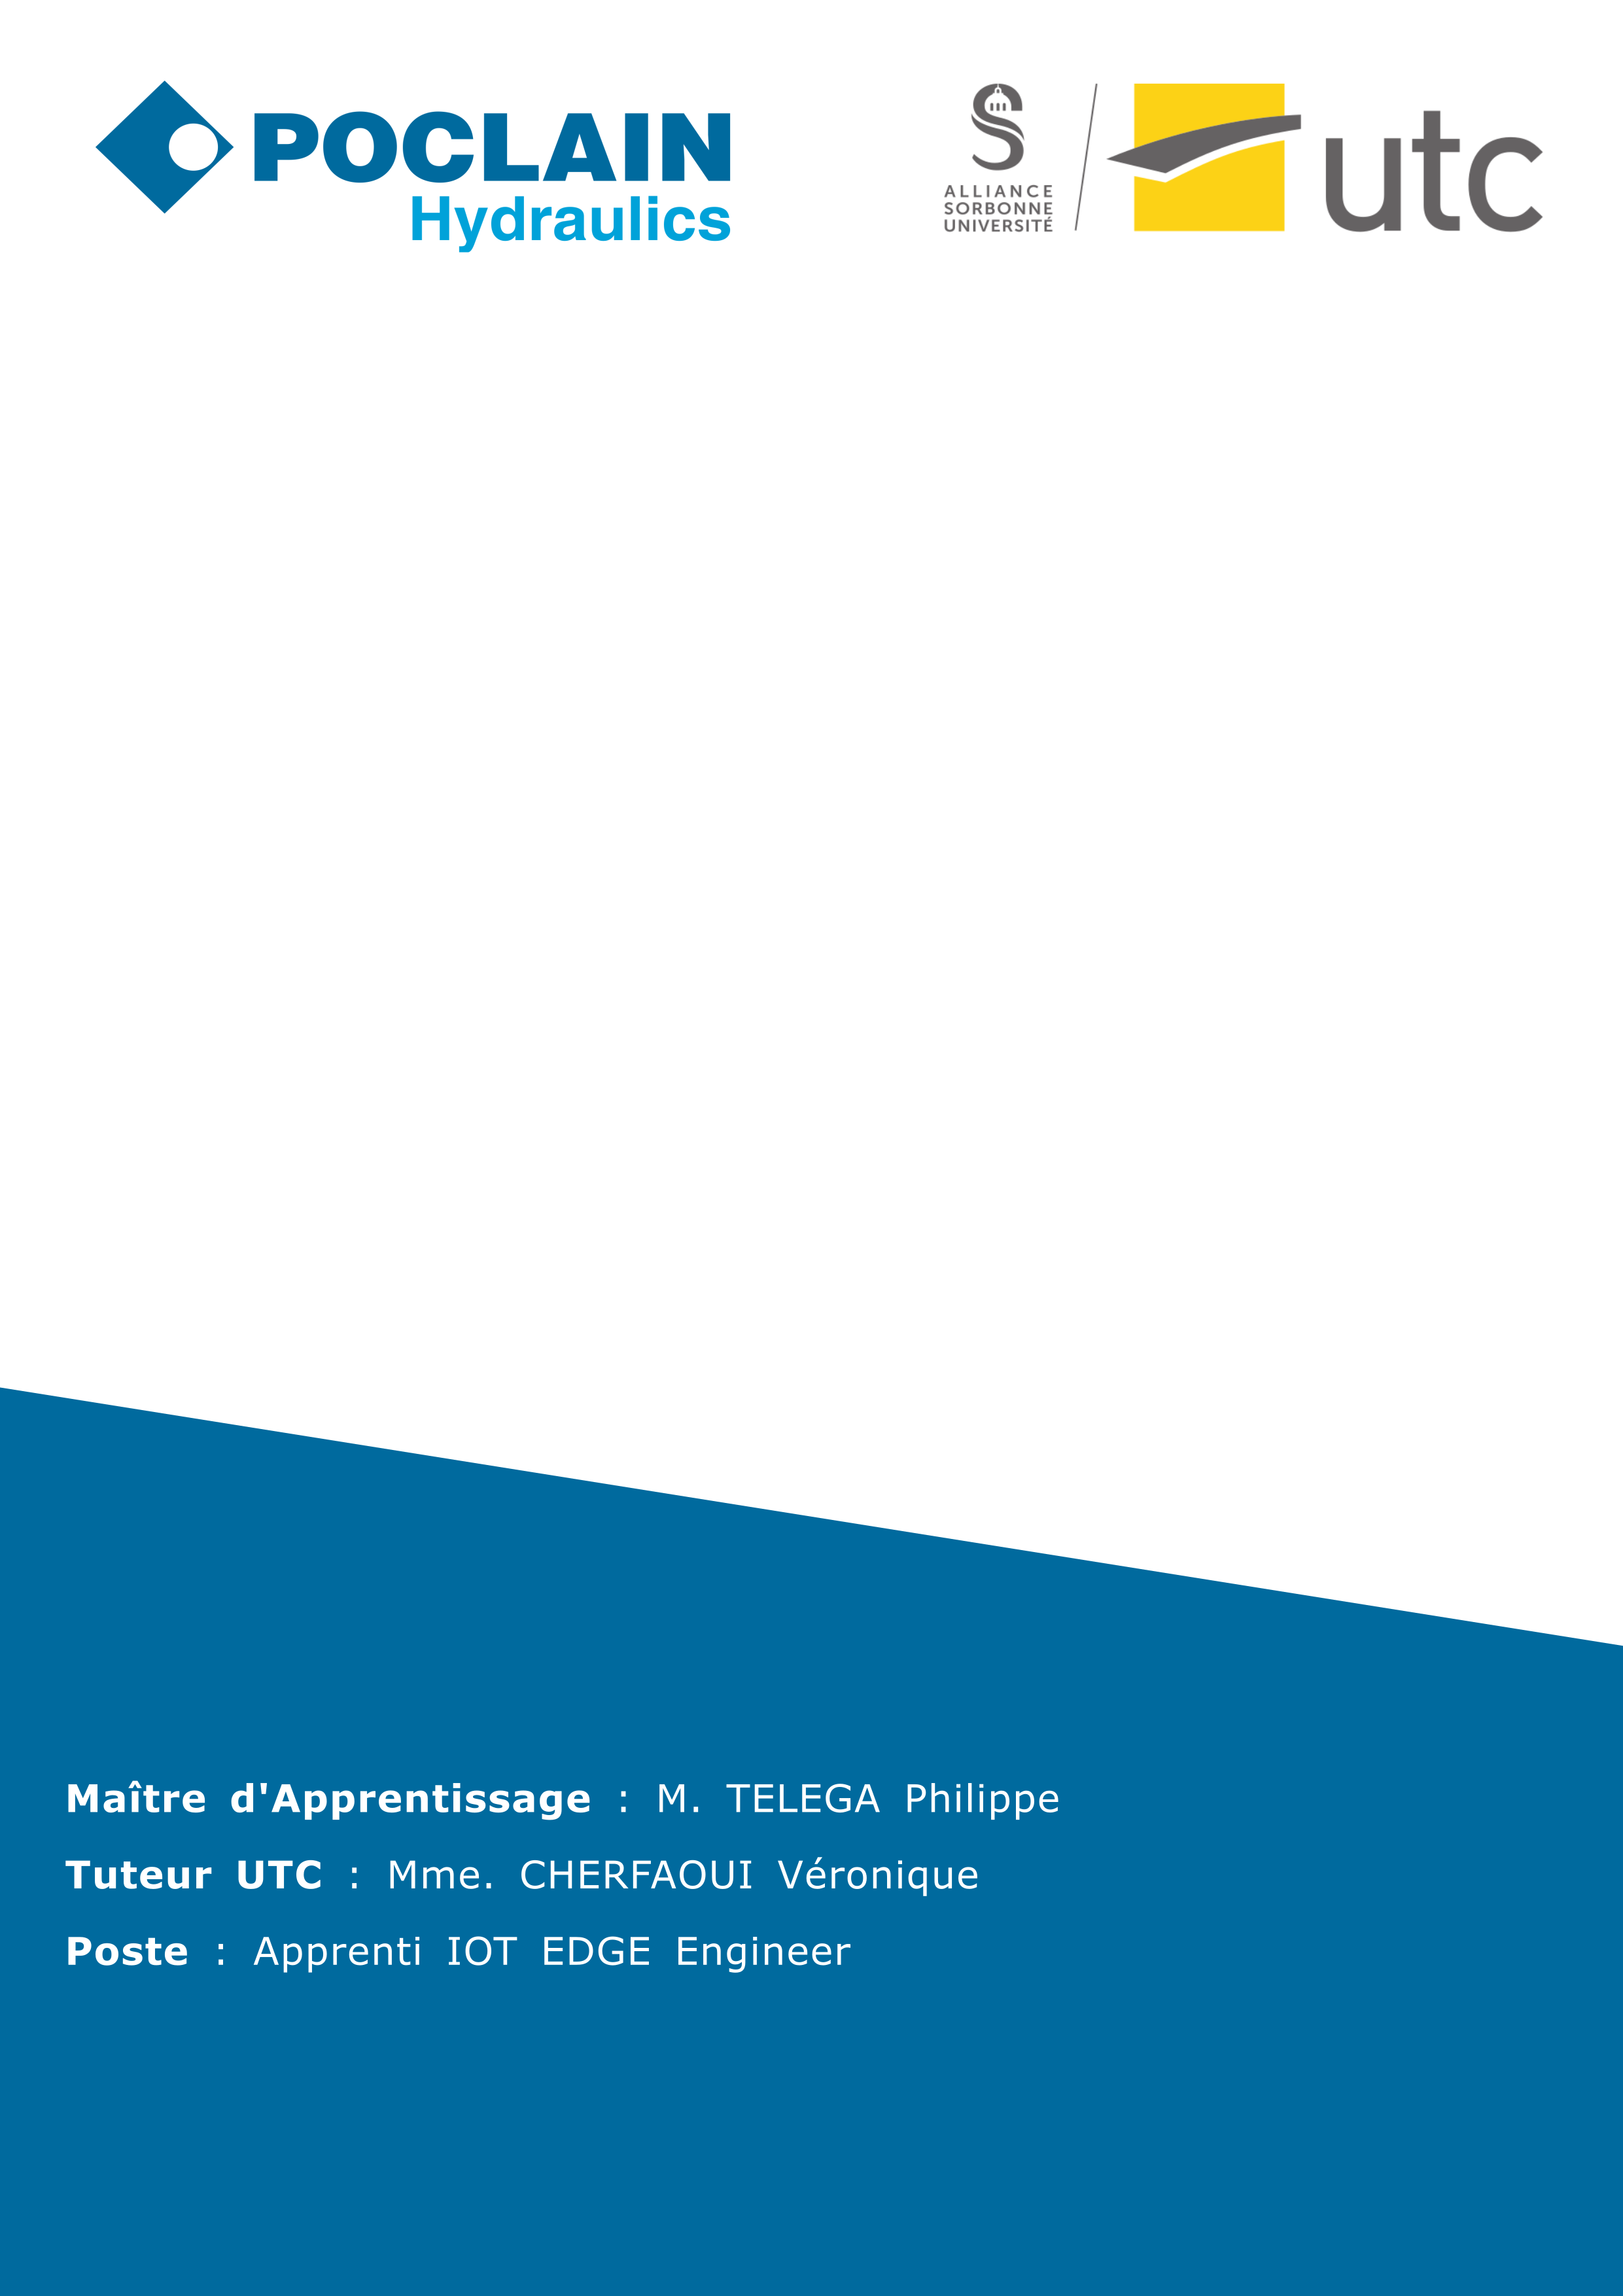 POCLAIN
Hydraulics
ALLIANCE
SORBONNE
UNIVERSITÉ
utc
Maître d'Apprentissage : M. TELEGA Philippe
Tuteur UTC : Mme. CHERFAOUI Véronique
Poste : Apprenti IOT EDGE Engineer